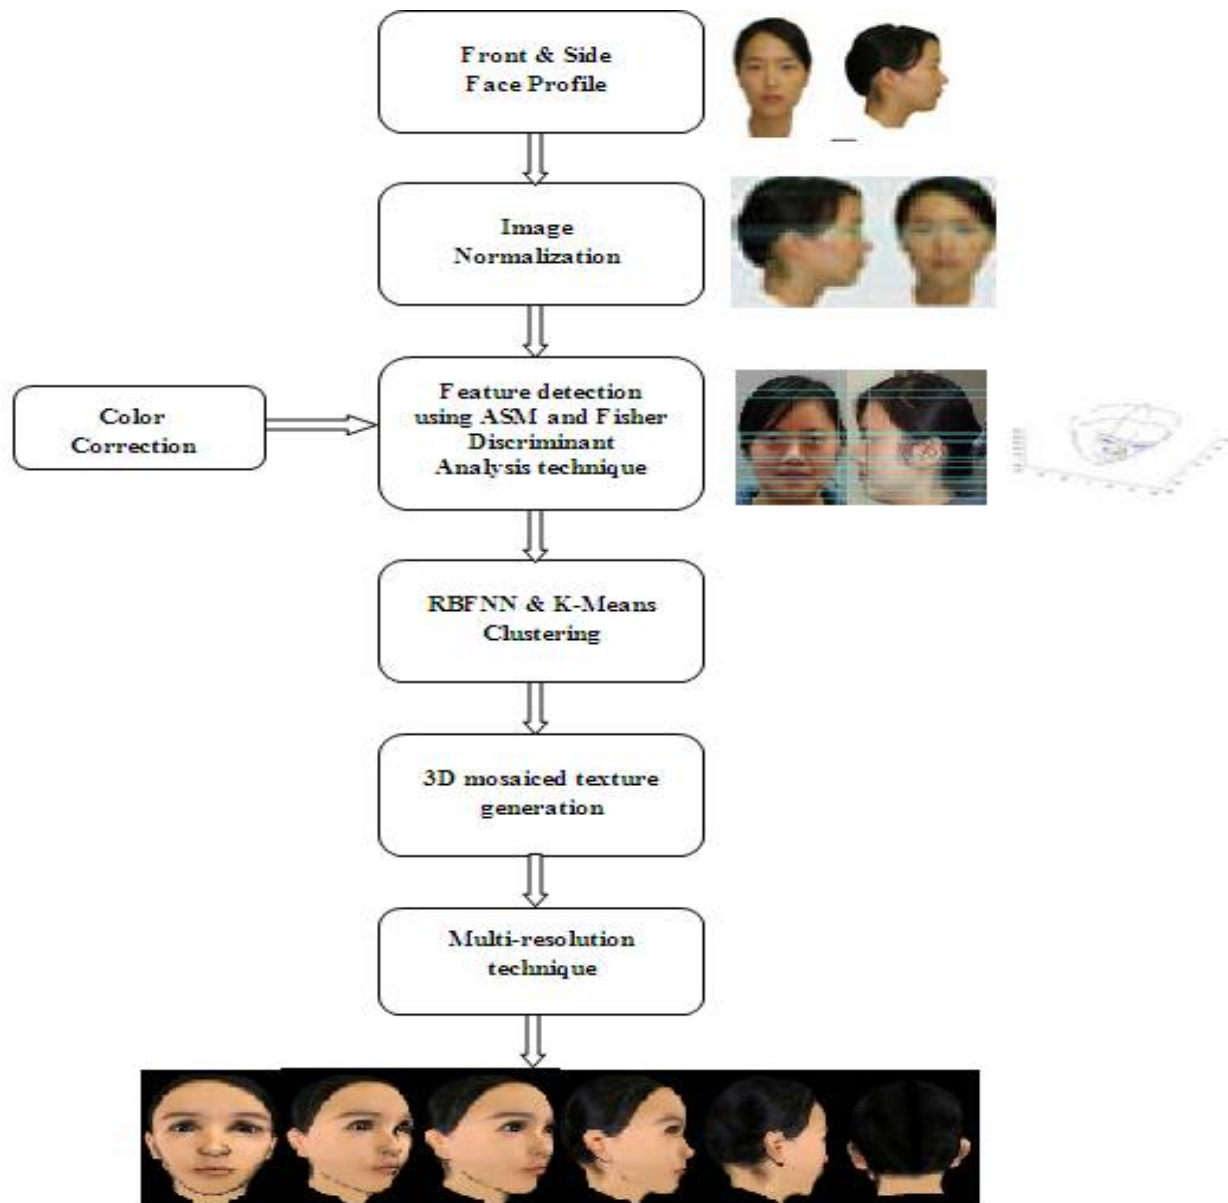 Front & Side
Face Profile
Image
Normalization
Color
Correction
Feature detection
using ASM and Fisher
Discriminant
Analysis technique
RBFNN & K-Means
Clustering
3D mosaiced texture
generation
Multi-resolution
technique